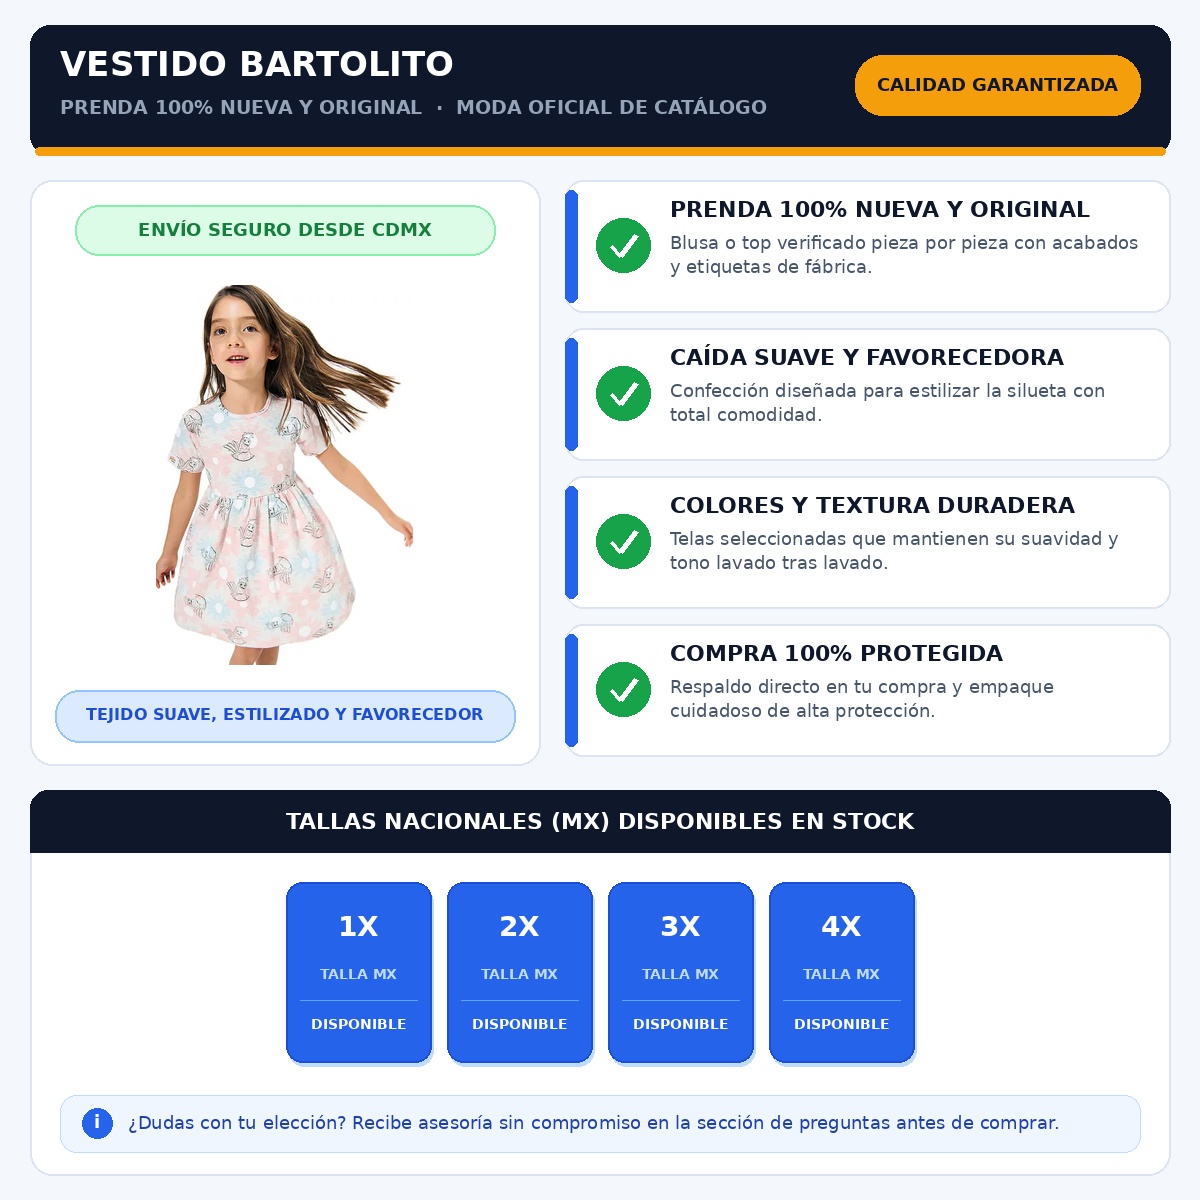 VESTIDO BARTOLITO
PRENDA 100% NUEVA Y ORIGINAL · MODA OFICIAL DE CATÁLOGO
CALIDAD GARANTIZADA
ENVÍO SEGURO DESDE CDMX
TEJIDO SUAVE, ESTILIZADO Y FAVORECEDOR
PRENDA 100% NUEVA Y ORIGINAL
Blusa o top verificado pieza por pieza con acabados
y etiquetas de fábrica.
CAÍDA SUAVE Y FAVORECEDORA
Confección diseñada para estilizar la silueta con
total comodidad.
COLORES Y TEXTURA DURADERA
Telas seleccionadas que mantienen su suavidad y
tono lavado tras lavado.
COMPRA 100% PROTEGIDA
Respaldo directo en tu compra y empaque
cuidadoso de alta protección.
TALLAS NACIONALES (MX) DISPONIBLES EN STOCK
1X
TALLA MX
DISPONIBLE
2X
TALLA MX
DISPONIBLE
3X
TALLA MX
DISPONIBLE
4X
TALLA MX
DISPONIBLE
i
¿Dudas con tu elección? Recibe asesoría sin compromiso en la sección de preguntas antes de comprar.